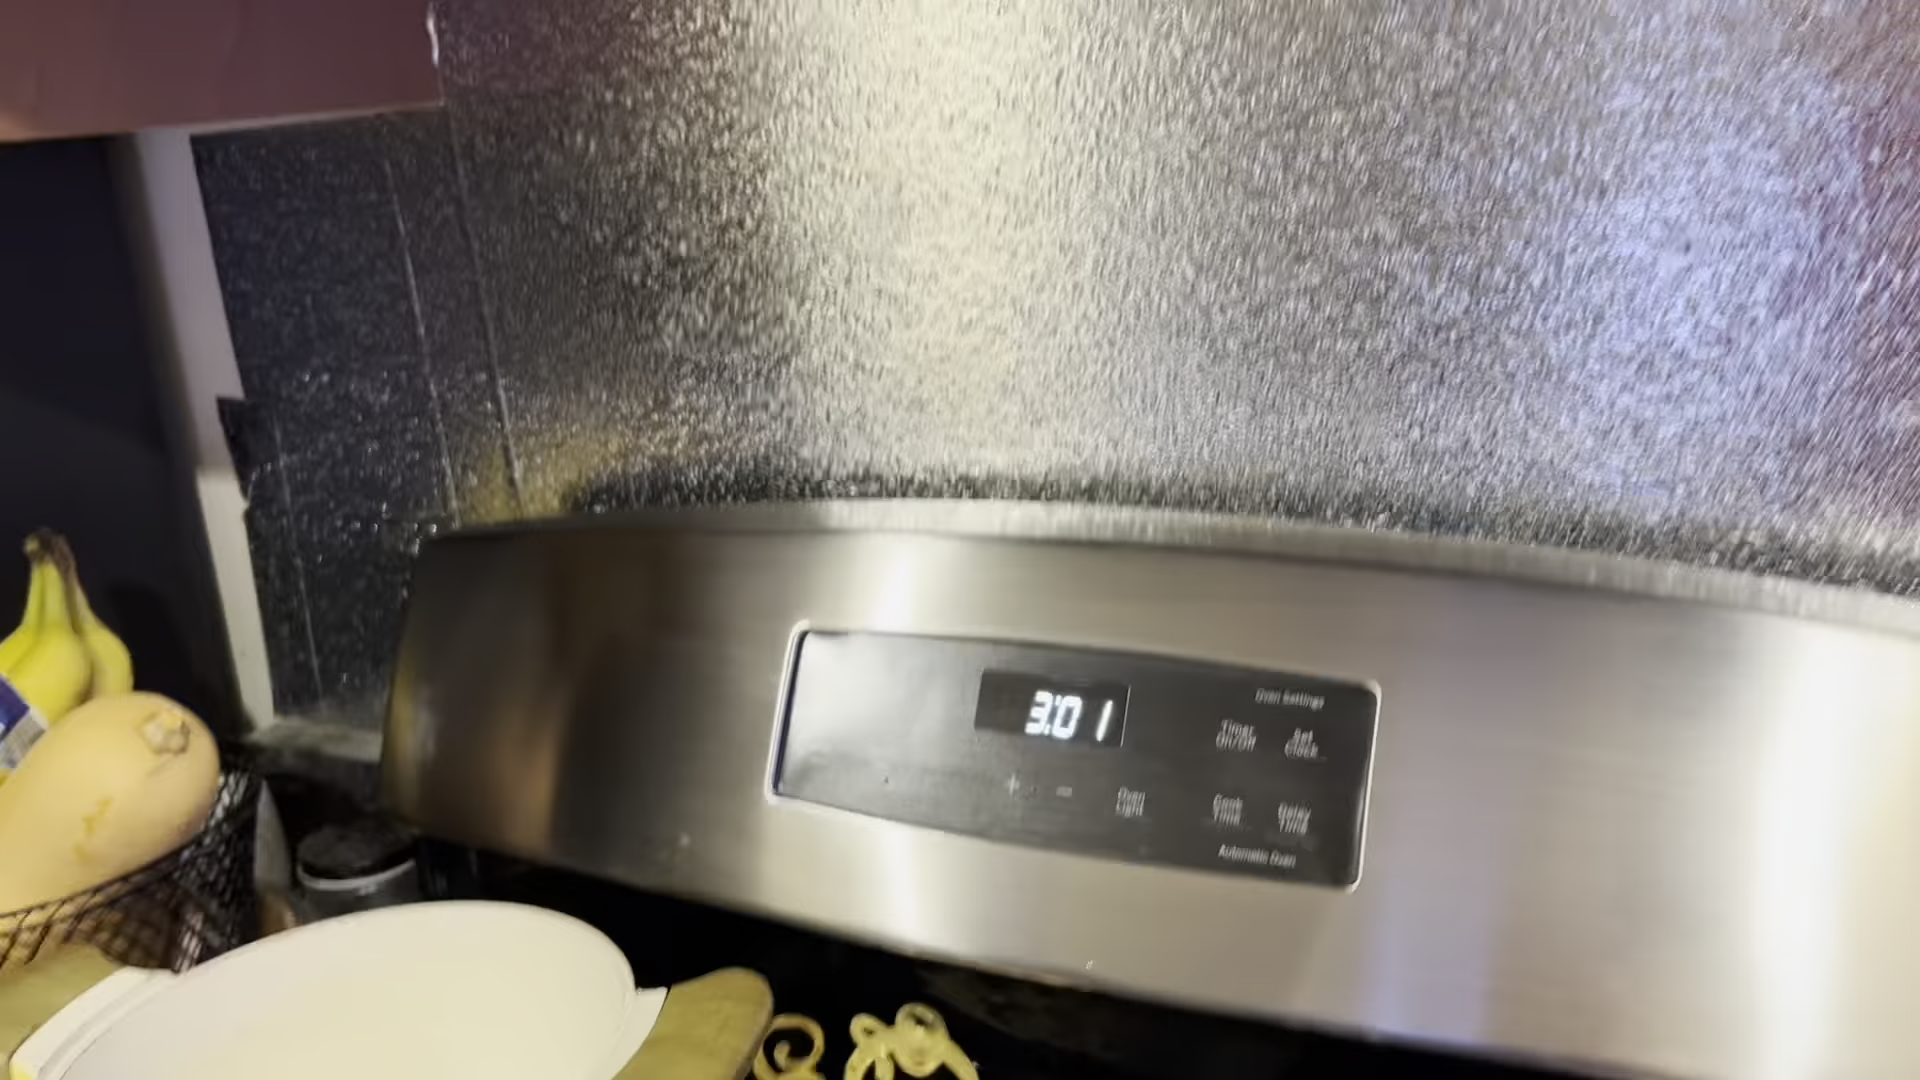 3:01
Oven Settings
Timer
On/Off
Set
Clock
+
-
Oven
Light
Cook
Time
Delay
Time
Automatic Oven